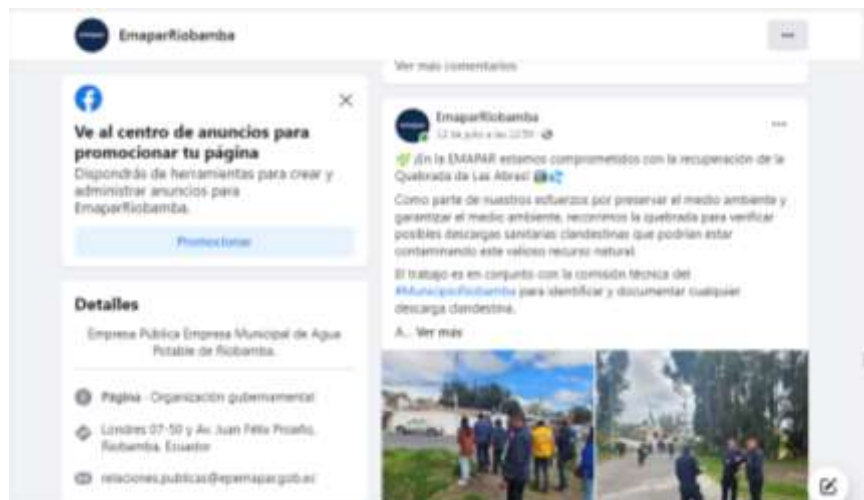 EmaparRiobamba
Ve al centro de anuncios para
promocionar tu página
Dispondrás de herramientas para crear y
administrar anuncios para
EmaparRiobamba.
Promocionar
Detalles
Empresa Pública Empresa Municipal de Agua
Potable de Riobamba.
Página · Organización gubernamental
Londres 07-50 y Av. Juan Félix Proaño,
Riobamba, Ecuador
relaciones.publicas@epemapar.gob.ec
Ver más comentarios
EmaparRiobamba
12 de julio a las
¡En la EMAPAR estamos comprometidos con la recuperación de la
Quebrada de Las Abras!
Como parte de nuestros esfuerzos por preservar el medio ambiente y
garantizar el medio ambiente, recorrimos la quebrada para verificar
posibles descargas sanitarias clandestinas que podrían estar
contaminando este valioso recurso natural.
El trabajo es en conjunto con la comisión técnica del
#MunicipioRiobamba para identificar y documentar cualquier
descarga clandestina.
A... Ver más